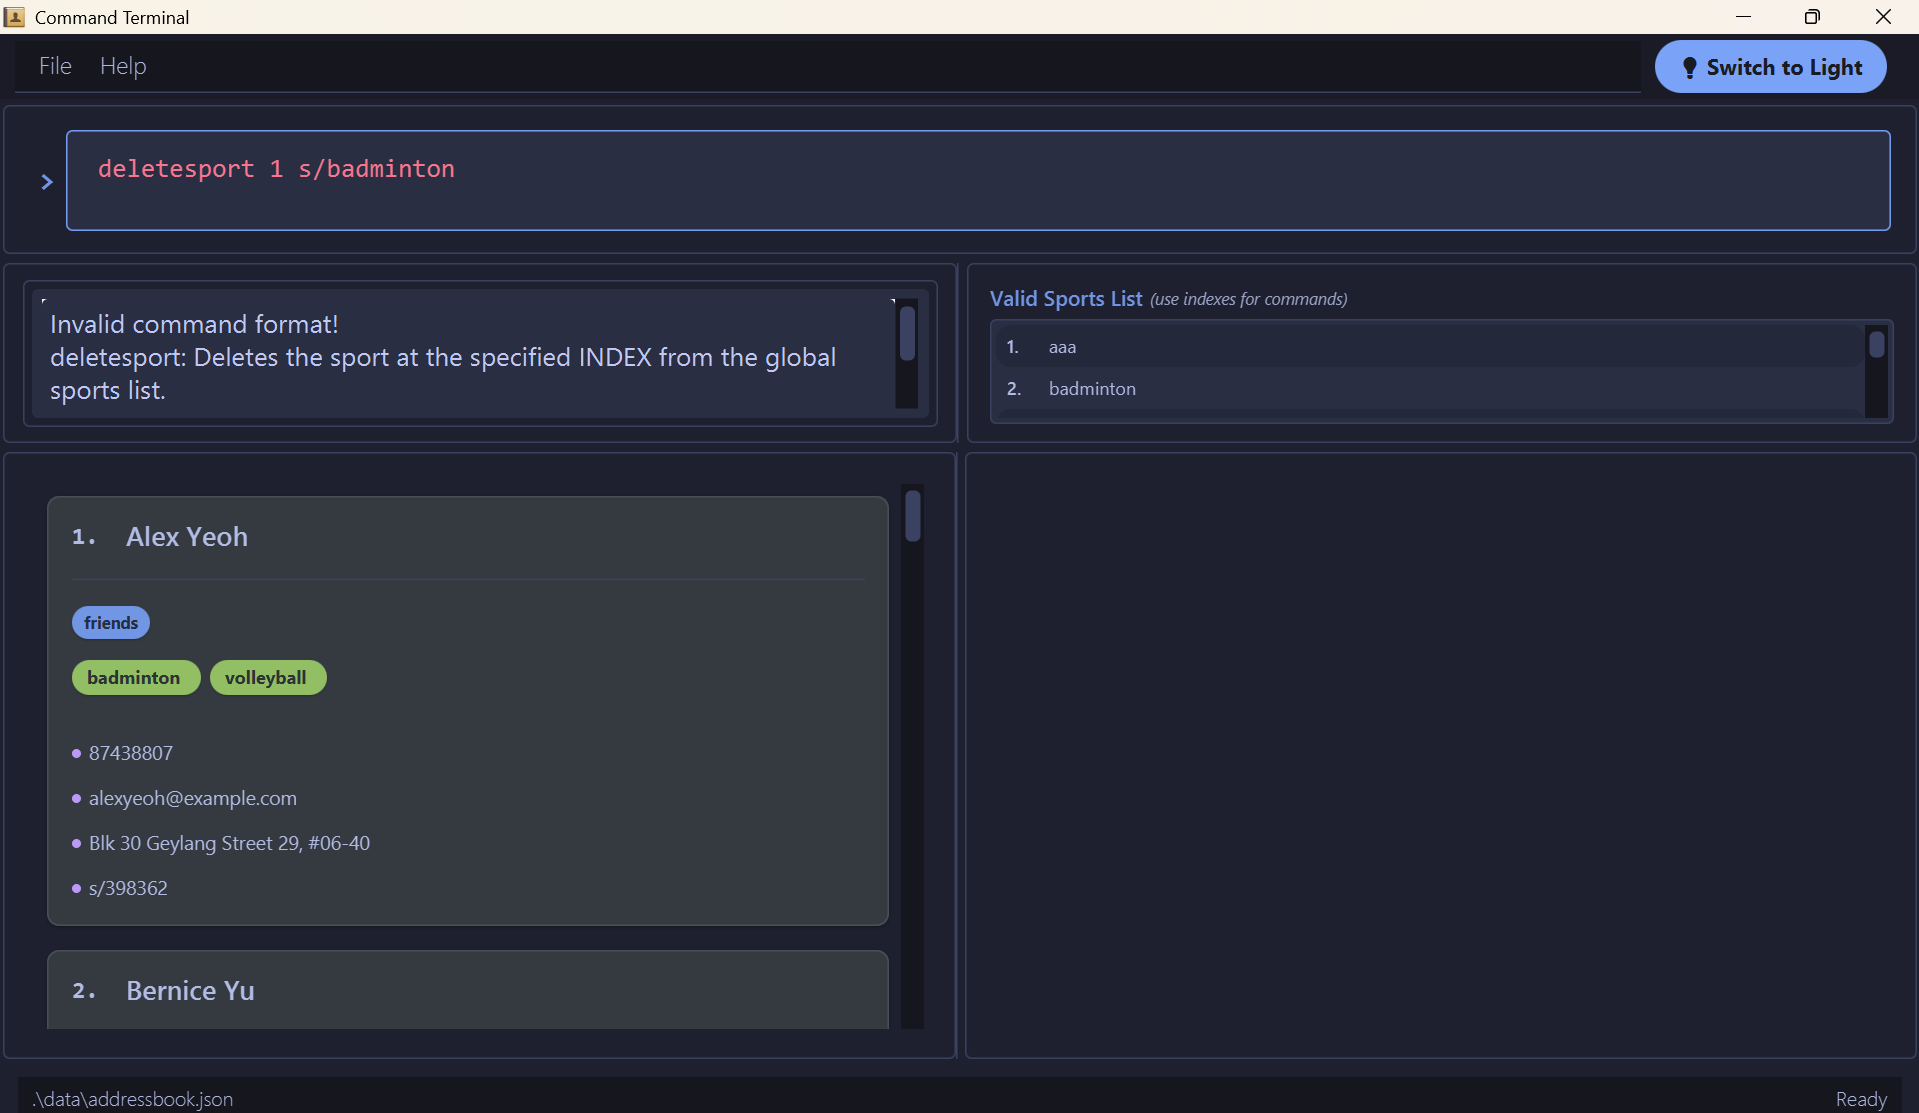 Command Terminal
File Help
Switch to Light
> deletesport 1 s/badminton
Invalid command format!
deletesport: Deletes the sport at the specified INDEX from the global
sports list.
Valid Sports List (use indexes for commands)
1. aaa
2. badminton
1. Alex Yeoh
friends
badminton volleyball
87438807
alexyeoh@example.com
Blk 30 Geylang Street 29, #06-40
s/398362
2. Bernice Yu
.\data\addressbook.json
Ready